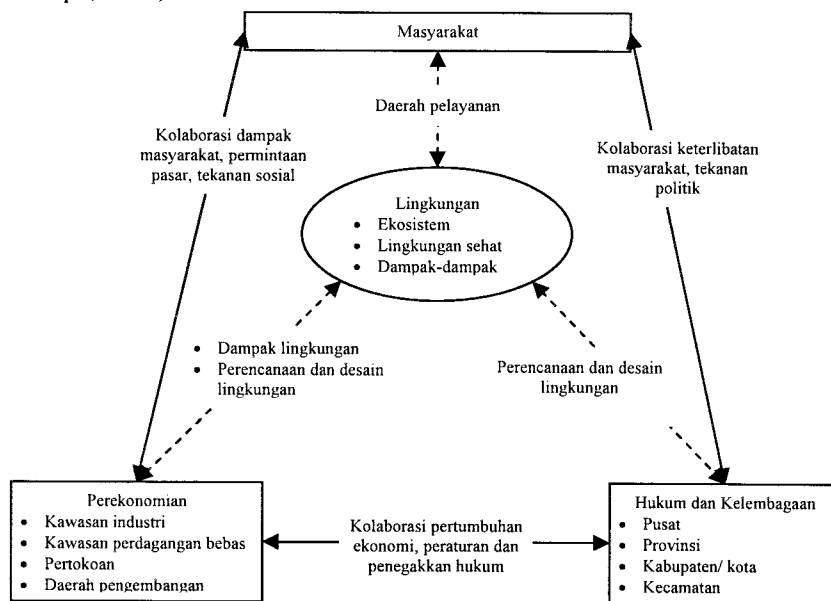 Masyarakat
Daerah pelayanan
Kolaborasi dampak
masyarakat, permintaan
pasar, tekanan sosial
Kolaborasi keterlibatan
masyarakat, tekanan
politik
Lingkungan
• Ekosistem
• Lingkungan sehat
• Dampak-dampak
• Dampak lingkungan
• Perencanaan dan desain
lingkungan
Perencanaan dan desain
lingkungan
Perekonomian
• Kawasan industri
• Kawasan perdagangan bebas
• Pertokoan
• Daerah pengembangan
Kolaborasi pertumbuhan
ekonomi, peraturan dan
penegakkan hukum
Hukum dan Kelembagaan
• Pusat
• Provinsi
• Kabupaten/ kota
• Kecamatan